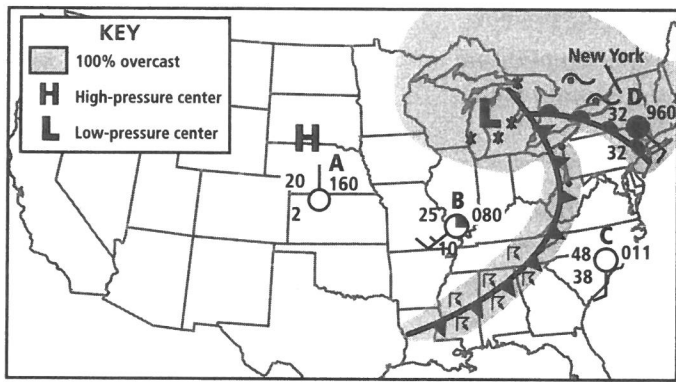 KEY
100% overcast
H High-pressure center
L Low-pressure center
New York
L
D
32 960
H
32
A
20 160
B
2
25 080
C
10
48 011
38